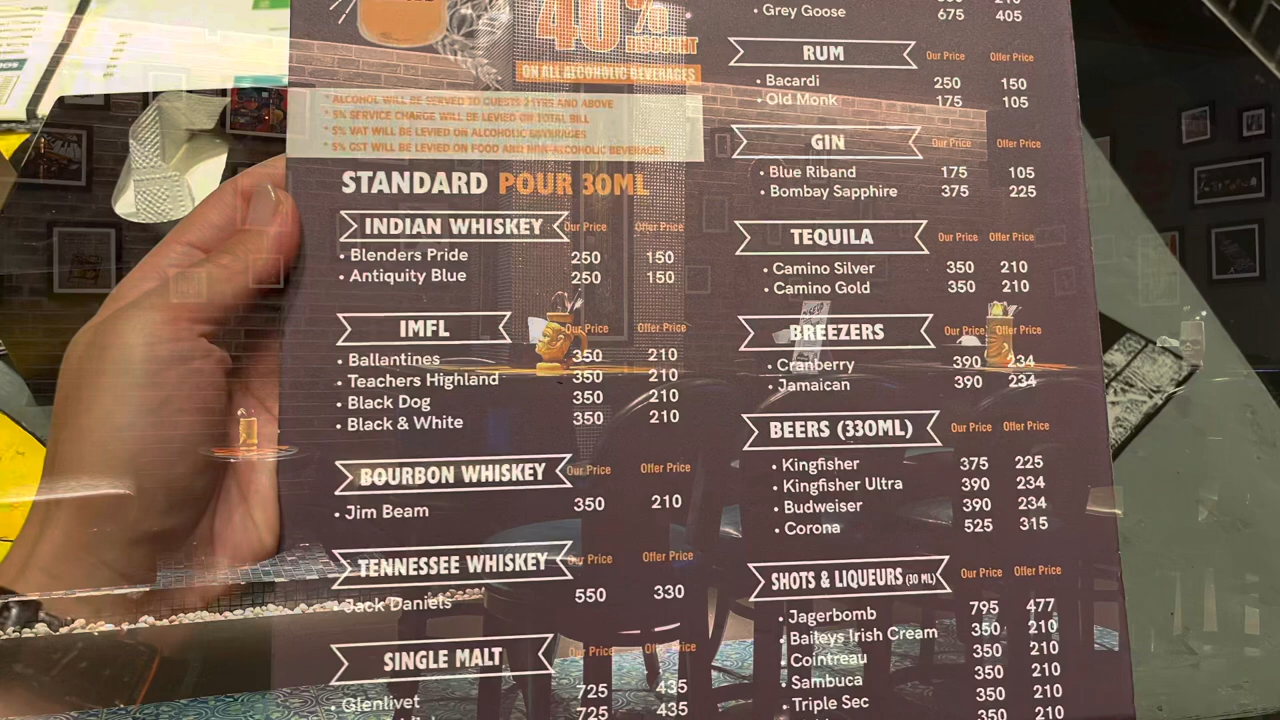 40%
DISCOUNT
ON ALL ALCOHOLIC BEVERAGES
* ALCOHOL WILL BE SERVED TO GUESTS 21YRS AND ABOVE
* 5% SERVICE CHARGE WILL BE LEVIED ON TOTAL BILL
* 5% VAT WILL BE LEVIED ON ALCOHOLIC BEVERAGES
* 5% GST WILL BE LEVIED ON FOOD AND NON-ALCOHOLIC BEVERAGES
STANDARD POUR 30ML
INDIAN WHISKEY Our Price Offer Price
• Blenders Pride 250 150
• Antiquity Blue 250 150
IMFL Our Price Offer Price
• Ballantines 350 210
• Teachers Highland 350 210
• Black Dog 350 210
• Black & White 350 210
BOURBON WHISKEY Our Price Offer Price
• Jim Beam 350 210
TENNESSEE WHISKEY Our Price Offer Price
• Jack Daniels 550 330
SINGLE MALT Our Price Offer Price
• Glenlivet 725 435
725 435
• Grey Goose 675 405
RUM Our Price Offer Price
• Bacardi 250 150
• Old Monk 175 105
GIN Our Price Offer Price
• Blue Riband 175 105
• Bombay Sapphire 375 225
TEQUILA Our Price Offer Price
• Camino Silver 350 210
• Camino Gold 350 210
BREEZERS Our Price Offer Price
• Cranberry 390 234
• Jamaican 390 234
BEERS (330ML) Our Price Offer Price
• Kingfisher 375 225
• Kingfisher Ultra 390 234
• Budweiser 390 234
• Corona 525 315
SHOTS & LIQUEURS (30 ML) Our Price Offer Price
• Jagerbomb 795 477
• Baileys Irish Cream 350 210
• Cointreau 350 210
• Sambuca 350 210
• Triple Sec 350 210
350 210